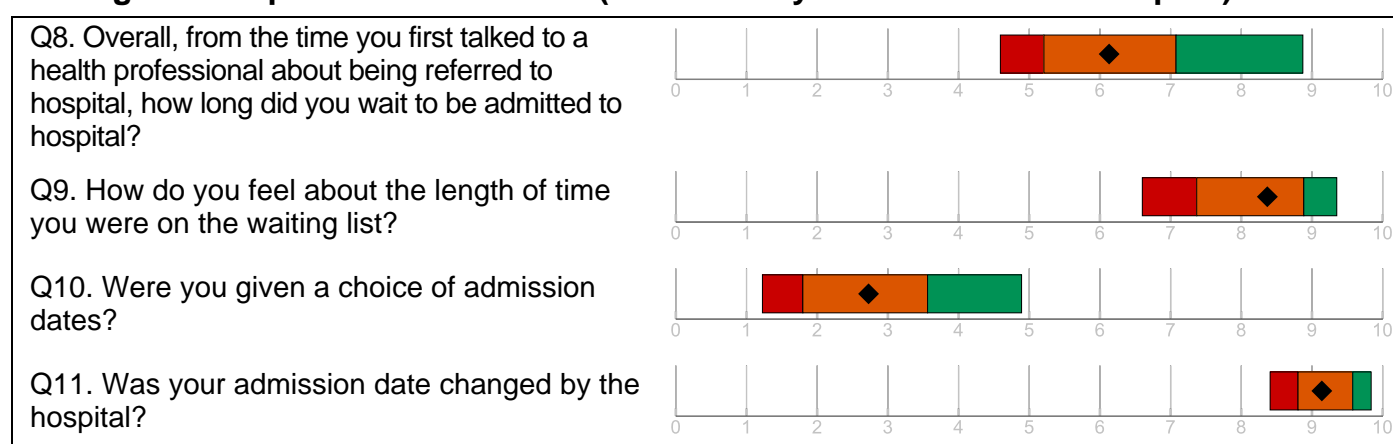 Q8. Overall, from the time you first talked to a
health professional about being referred to
hospital, how long did you wait to be admitted to
hospital?
0 1 2 3 4 5 6 7 8 9 10
Q9. How do you feel about the length of time
you were on the waiting list?
0 1 2 3 4 5 6 7 8 9 10
Q10. Were you given a choice of admission
dates?
0 1 2 3 4 5 6 7 8 9 10
Q11. Was your admission date changed by the
hospital?
0 1 2 3 4 5 6 7 8 9 10